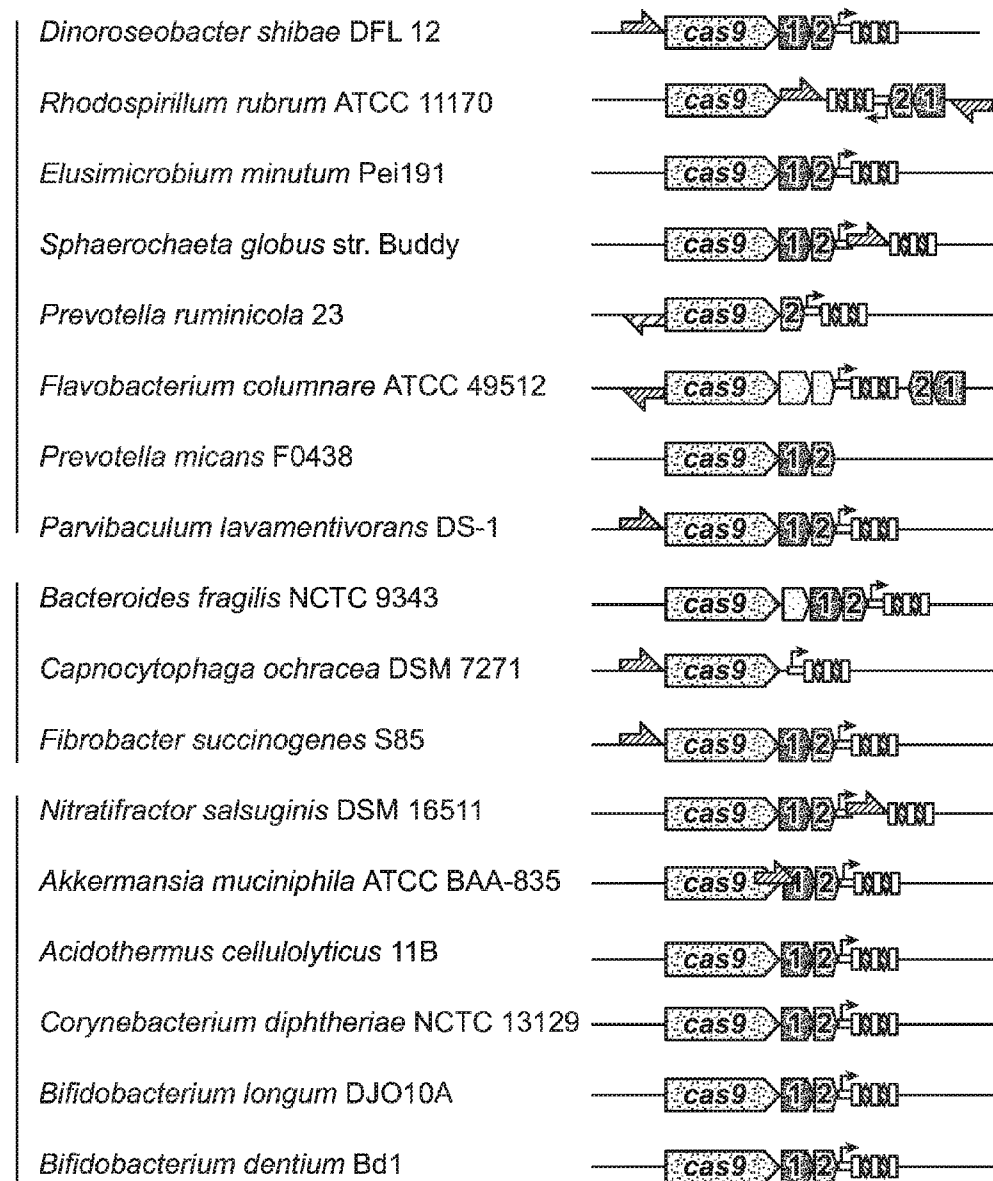 Dinoroseobacter shibae DFL 12 cas9 1 2
Rhodospirillum rubrum ATCC 11170 cas9 2 1
Elusimicrobium minutum Pei191 cas9 1 2
Sphaerochaeta globus str. Buddy cas9 1 2
Prevotella ruminicola 23 cas9 2
Flavobacterium columnare ATCC 49512 cas9 2 1
Prevotella micans F0438 cas9 1 2
Parvibaculum lavamentivorans DS-1 cas9 1 2
Bacteroides fragilis NCTC 9343 cas9 1 2
Capnocytophaga ochracea DSM 7271 cas9
Fibrobacter succinogenes S85 cas9 1 2
Nitratifractor salsuginis DSM 16511 cas9 1 2
Akkermansia muciniphila ATCC BAA-835 cas9 1 2
Acidothermus cellulolyticus 11B cas9 1 2
Corynebacterium diphtheriae NCTC 13129 cas9 1 2
Bifidobacterium longum DJO10A cas9 1 2
Bifidobacterium dentium Bd1 cas9 1 2